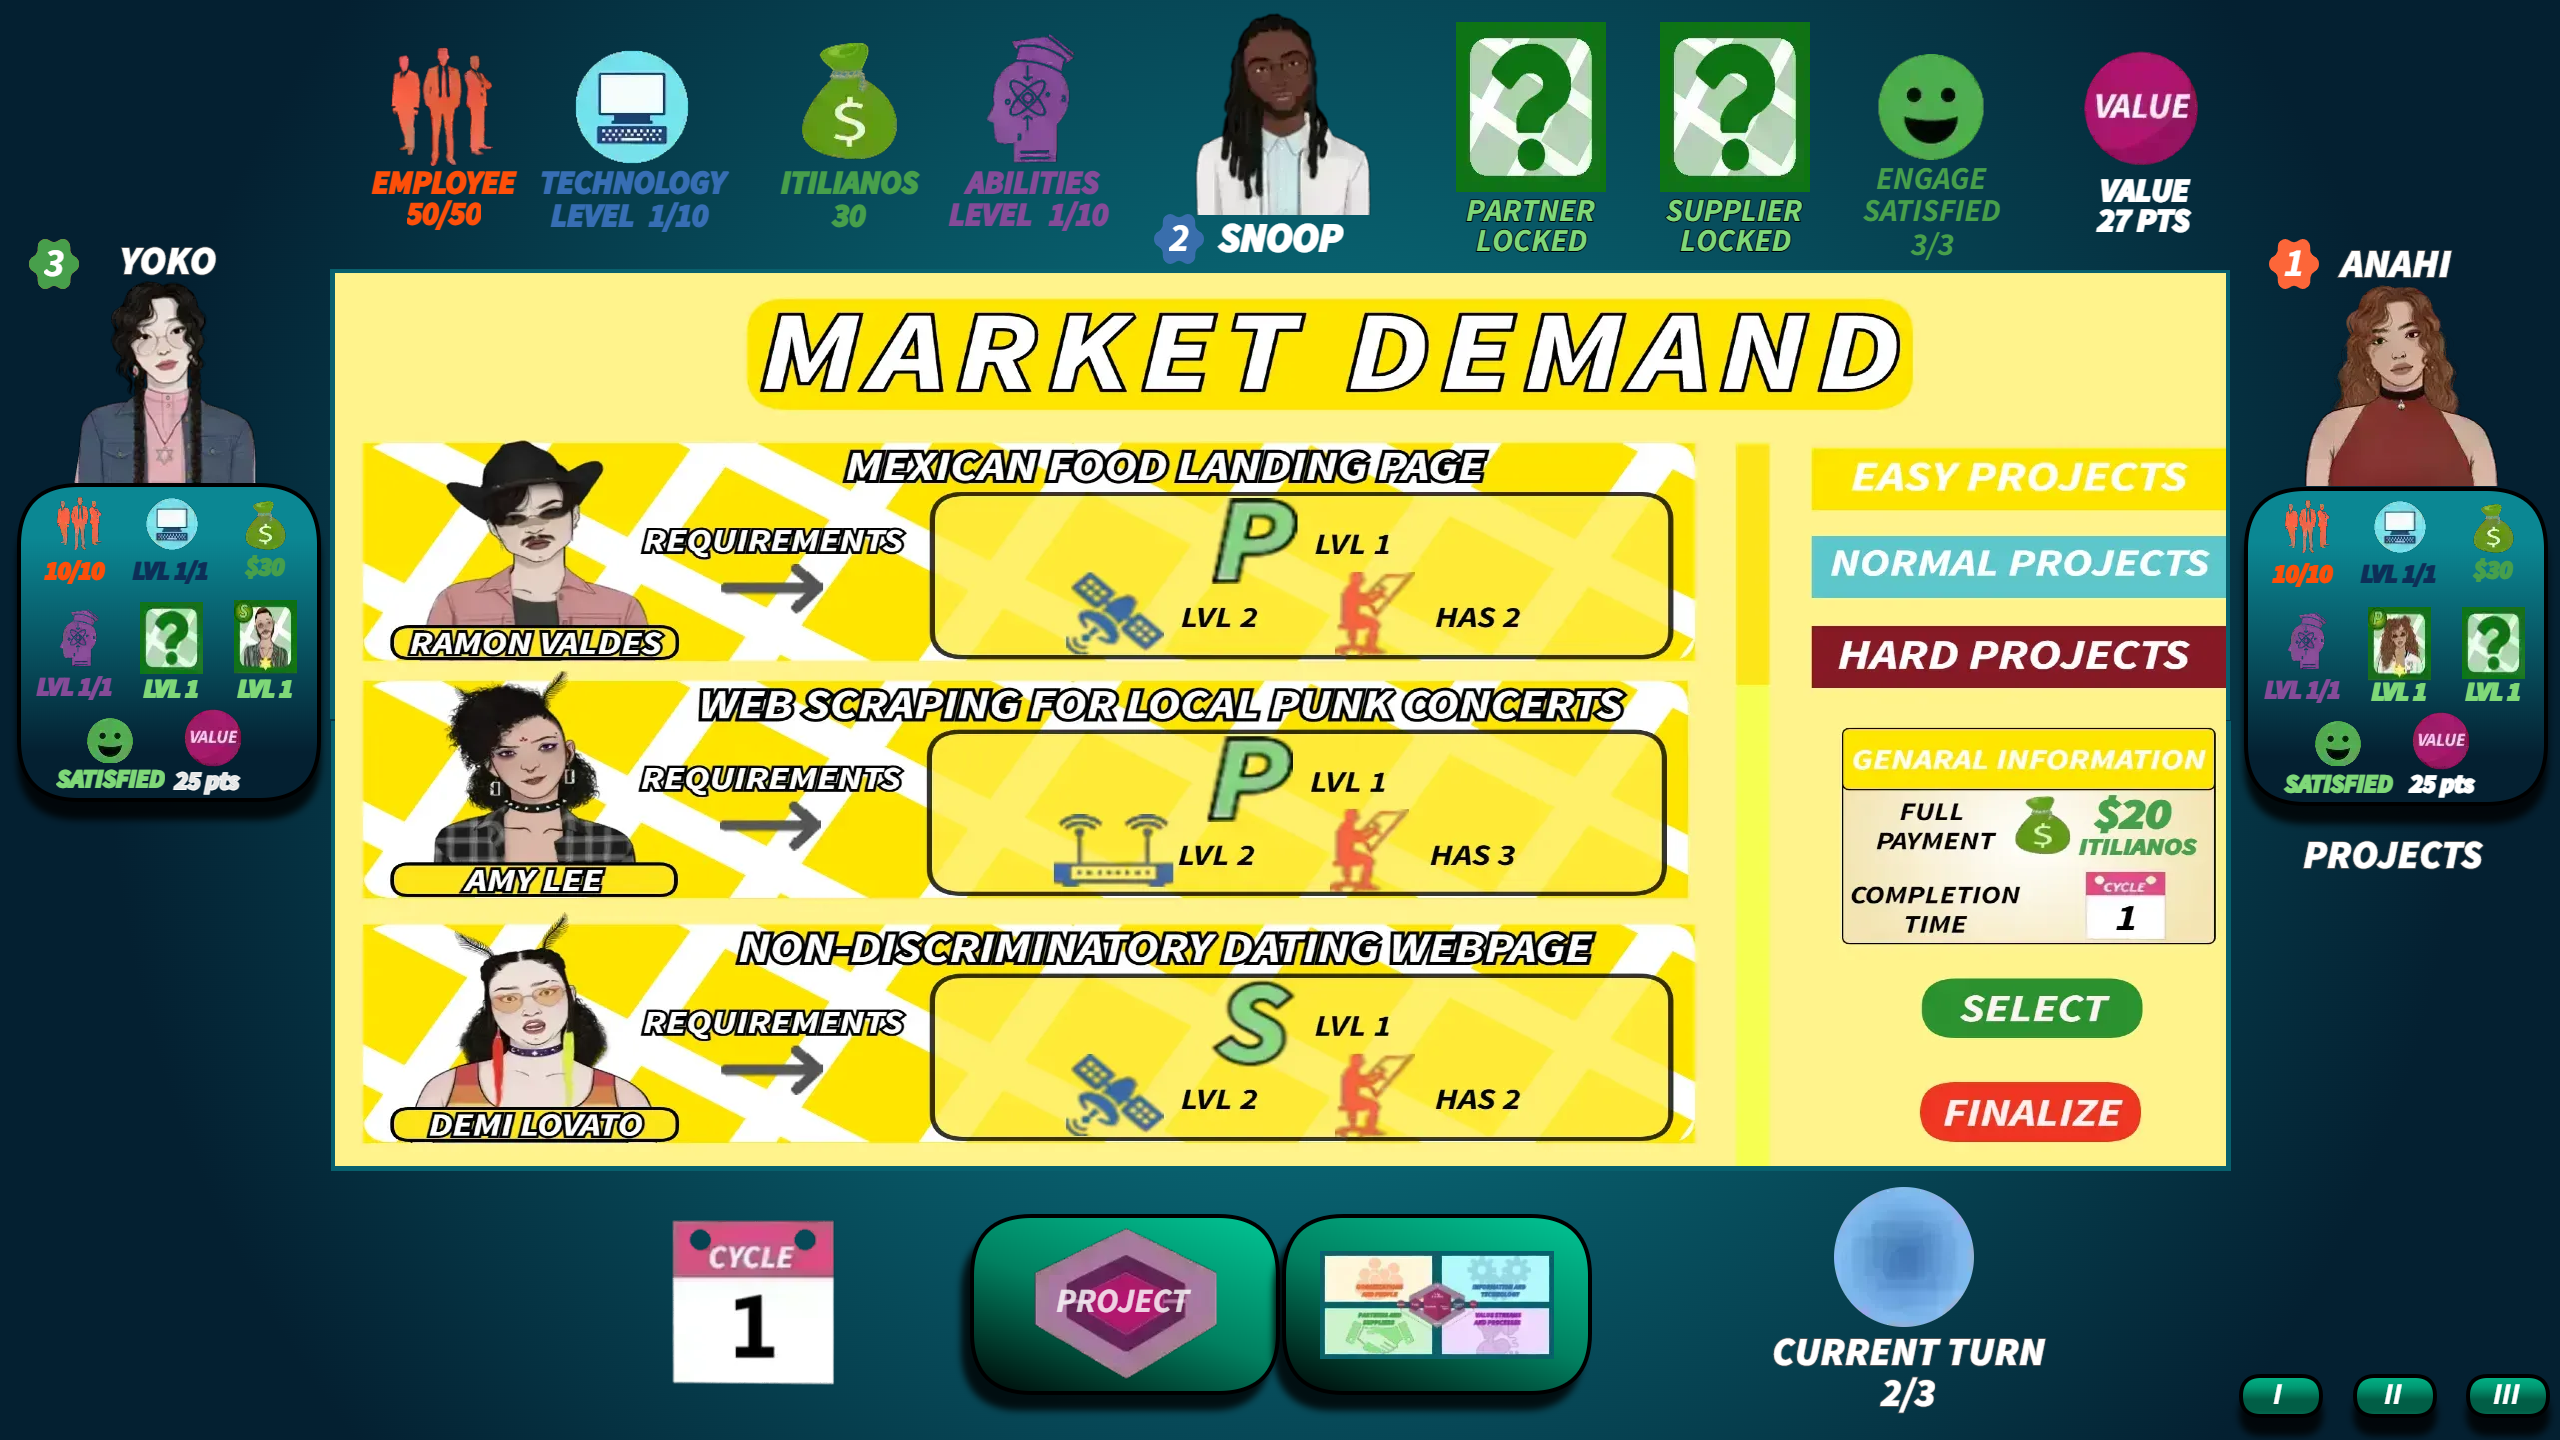 EMPLOYEE
50/50
TECHNOLOGY
LEVEL 1/10
$
ITILIANOS
30
ABILITIES
LEVEL 1/10
2 SNOOP
?
PARTNER
LOCKED
?
SUPPLIER
LOCKED
ENGAGE
SATISFIED
3/3
VALUE
VALUE
27 PTS
3 YOKO
10/10
LVL 1/1
$
$30
LVL 1/1
?
LVL 1
S
LVL 1
SATISFIED
VALUE
25 pts
MARKET DEMAND
MEXICAN FOOD LANDING PAGE
REQUIREMENTS
P LVL 1
LVL 2
HAS 2
RAMON VALDES
WEB SCRAPING FOR LOCAL PUNK CONCERTS
REQUIREMENTS
P LVL 1
LVL 2
HAS 3
AMY LEE
NON-DISCRIMINATORY DATING WEBPAGE
REQUIREMENTS
S LVL 1
LVL 2
HAS 2
DEMI LOVATO
EASY PROJECTS
NORMAL PROJECTS
HARD PROJECTS
GENARAL INFORMATION
FULL
PAYMENT
$
$20
ITILIANOS
COMPLETION
TIME
CYCLE
1
SELECT
FINALIZE
1 ANAHI
10/10
LVL 1/1
$
$30
LVL 1/1
P
LVL 1
?
LVL 1
SATISFIED
VALUE
25 pts
PROJECTS
CYCLE
1
PROJECT
CURRENT TURN
2/3
I
II
III